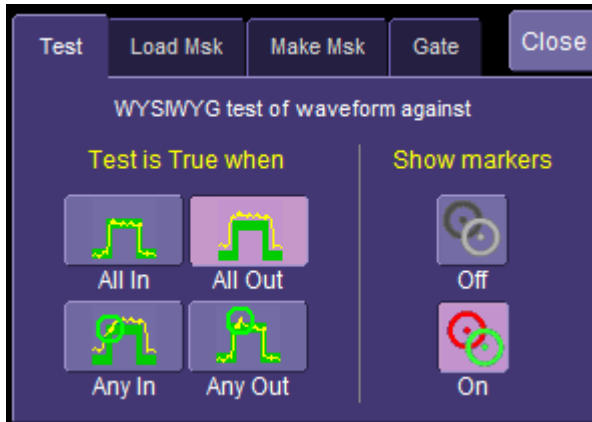 Test Load Msk Make Msk Gate Close
WYSIWYG test of waveform against
Test is True when Show markers
All In All Out Off
Any In Any Out On